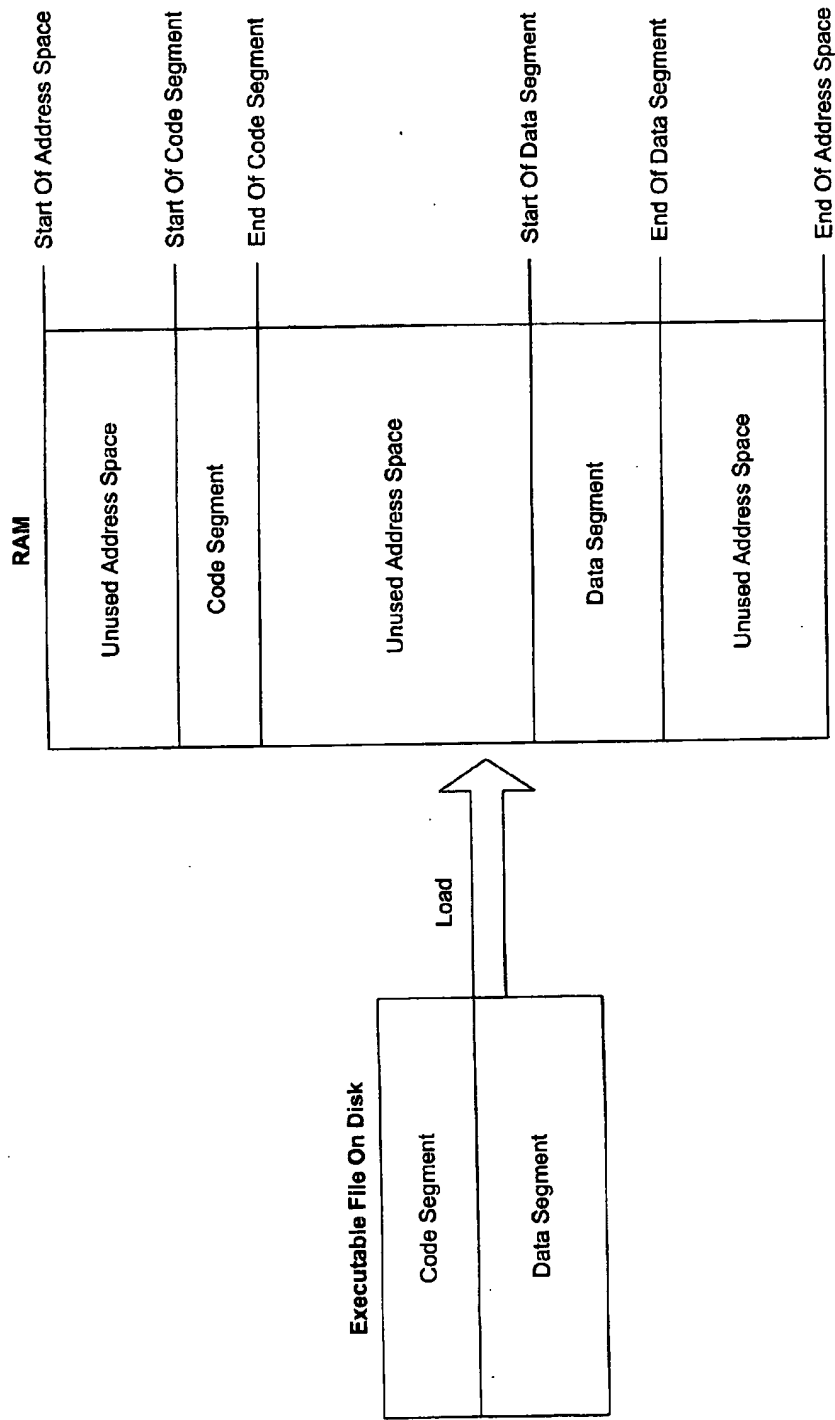 Executable File On Disk
Code Segment
Data Segment
Load
RAM
Unused Address Space
Code Segment
Unused Address Space
Data Segment
Unused Address Space
Start Of Address Space
Start Of Code Segment
End Of Code Segment
Start Of Data Segment
End Of Data Segment
End Of Address Space